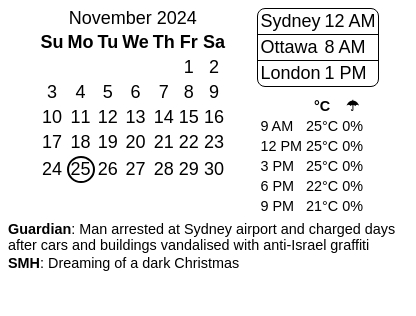 November 2024
Su Mo Tu We Th Fr Sa
1 2
3 4 5 6 7 8 9
10 11 12 13 14 15 16
17 18 19 20 21 22 23
24 25 26 27 28 29 30
Sydney 12 AM
Ottawa 8 AM
London 1 PM
°C ☂
9 AM 25°C 0%
12 PM 25°C 0%
3 PM 25°C 0%
6 PM 22°C 0%
9 PM 21°C 0%
Guardian: Man arrested at Sydney airport and charged days
after cars and buildings vandalised with anti-Israel graffiti
SMH: Dreaming of a dark Christmas